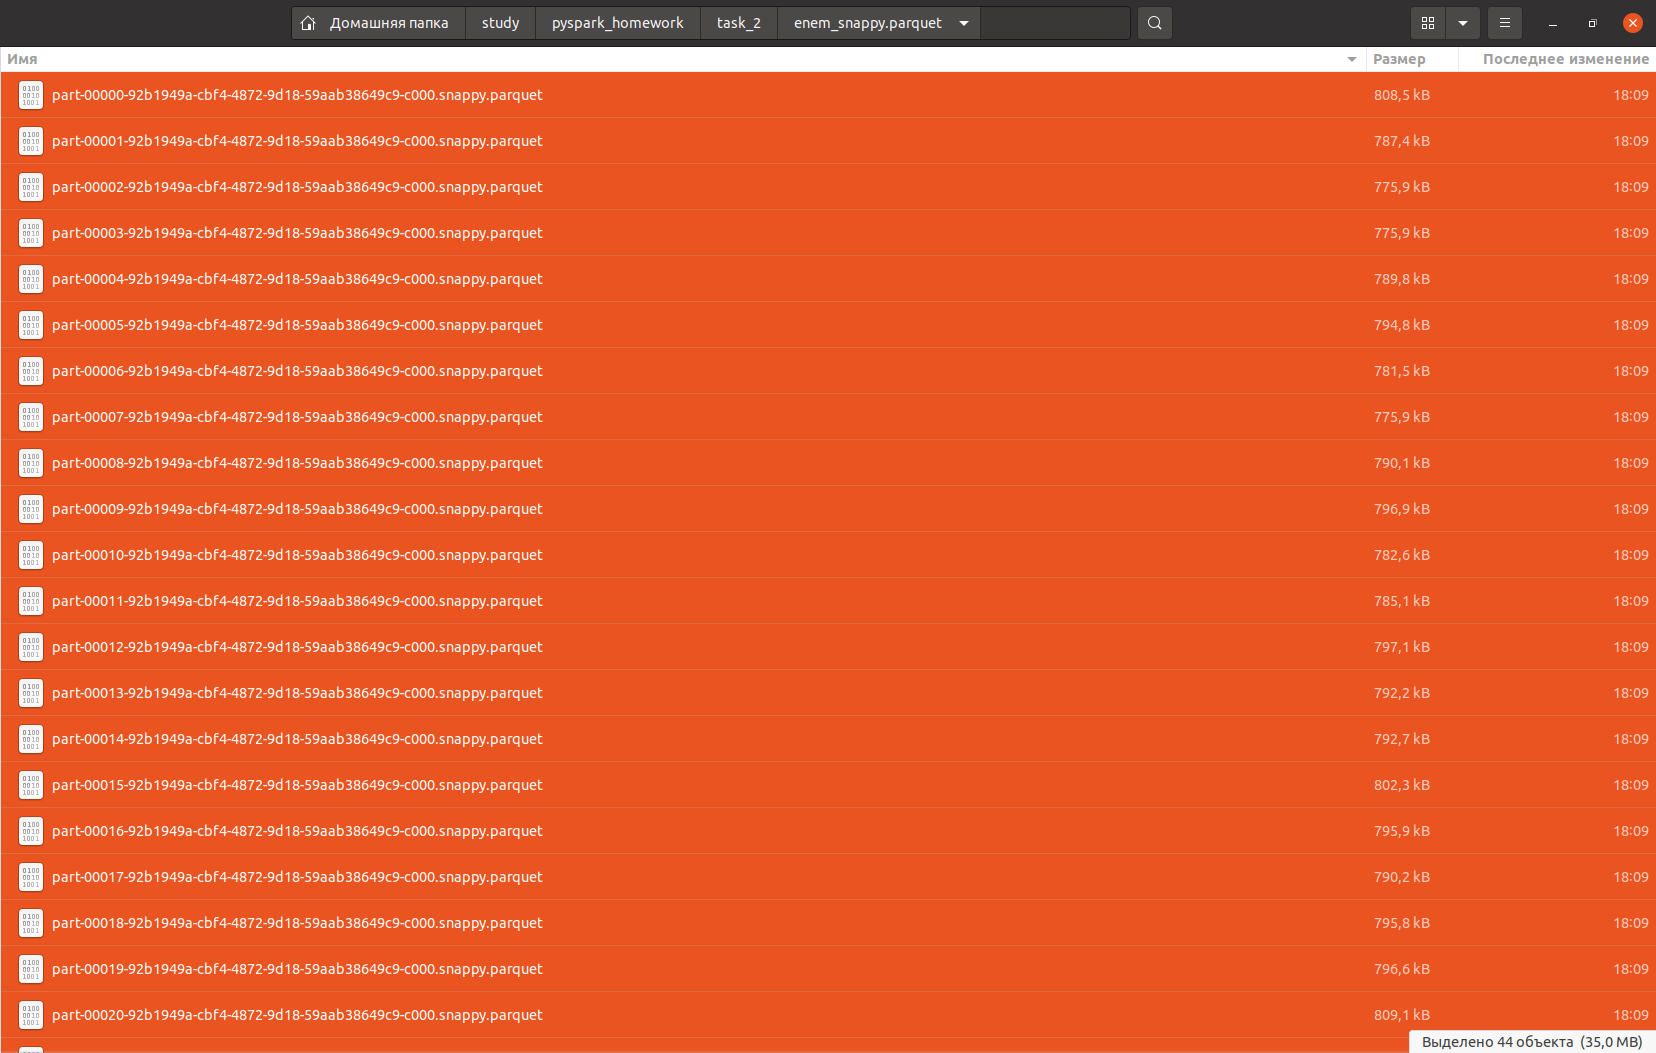 Домашняя папка study pyspark_homework task_2 enem_snappy.parquet
Имя Размер Последнее изменение
part-00000-92b1949a-cbf4-4872-9d18-59aab38649c9-c000.snappy.parquet 808,5 kB 18:09
part-00001-92b1949a-cbf4-4872-9d18-59aab38649c9-c000.snappy.parquet 787,4 kB 18:09
part-00002-92b1949a-cbf4-4872-9d18-59aab38649c9-c000.snappy.parquet 775,9 kB 18:09
part-00003-92b1949a-cbf4-4872-9d18-59aab38649c9-c000.snappy.parquet 775,9 kB 18:09
part-00004-92b1949a-cbf4-4872-9d18-59aab38649c9-c000.snappy.parquet 789,8 kB 18:09
part-00005-92b1949a-cbf4-4872-9d18-59aab38649c9-c000.snappy.parquet 794,8 kB 18:09
part-00006-92b1949a-cbf4-4872-9d18-59aab38649c9-c000.snappy.parquet 781,5 kB 18:09
part-00007-92b1949a-cbf4-4872-9d18-59aab38649c9-c000.snappy.parquet 775,9 kB 18:09
part-00008-92b1949a-cbf4-4872-9d18-59aab38649c9-c000.snappy.parquet 790,1 kB 18:09
part-00009-92b1949a-cbf4-4872-9d18-59aab38649c9-c000.snappy.parquet 796,9 kB 18:09
part-00010-92b1949a-cbf4-4872-9d18-59aab38649c9-c000.snappy.parquet 782,6 kB 18:09
part-00011-92b1949a-cbf4-4872-9d18-59aab38649c9-c000.snappy.parquet 785,1 kB 18:09
part-00012-92b1949a-cbf4-4872-9d18-59aab38649c9-c000.snappy.parquet 797,1 kB 18:09
part-00013-92b1949a-cbf4-4872-9d18-59aab38649c9-c000.snappy.parquet 792,2 kB 18:09
part-00014-92b1949a-cbf4-4872-9d18-59aab38649c9-c000.snappy.parquet 792,7 kB 18:09
part-00015-92b1949a-cbf4-4872-9d18-59aab38649c9-c000.snappy.parquet 802,3 kB 18:09
part-00016-92b1949a-cbf4-4872-9d18-59aab38649c9-c000.snappy.parquet 795,9 kB 18:09
part-00017-92b1949a-cbf4-4872-9d18-59aab38649c9-c000.snappy.parquet 790,2 kB 18:09
part-00018-92b1949a-cbf4-4872-9d18-59aab38649c9-c000.snappy.parquet 795,8 kB 18:09
part-00019-92b1949a-cbf4-4872-9d18-59aab38649c9-c000.snappy.parquet 796,6 kB 18:09
part-00020-92b1949a-cbf4-4872-9d18-59aab38649c9-c000.snappy.parquet 809,1 kB 18:09
Выделено 44 объекта (35,0 MB)